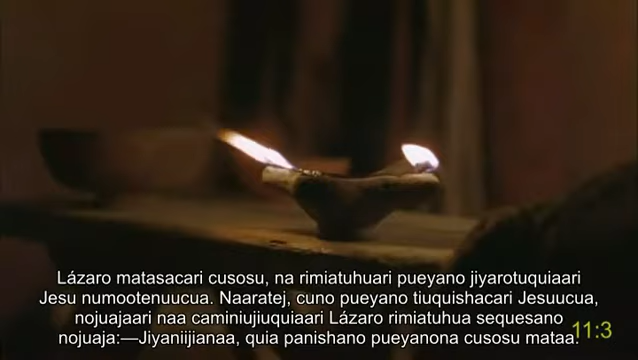 Lázaro matasacari cusosu, na rimiatuhuari pueyano jiyarotuquiaari
Jesu numootenuucua. Naaratej, cuno pueyano tiuquishacari Jesuucua,
nojuajaari naa caminiujiuquiaari Lázaro rimiatuhua sequesano
nojuaja:—Jiyaniijianaa, quia panishano pueyanona cusosu mataa.
11:3